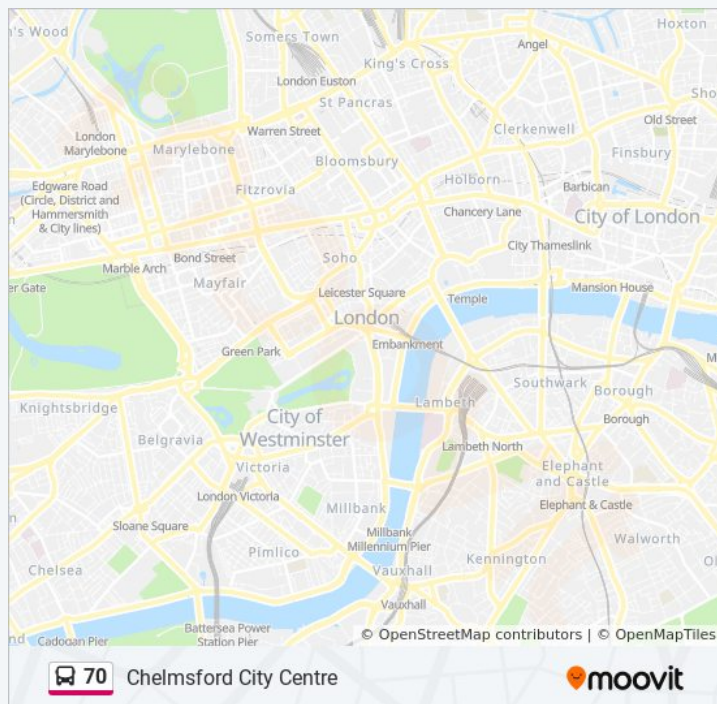 Hoxton
n's Wood
Somers Town
Angel
King's Cross
London Euston
St Pancras
Sho
Old Street
London
Marylebone
Warren Street
Clerkenwell
Marylebone
Finsbury
Bloomsbury
Holborn
Edgware Road
(Circle, District and
Hammersmith
& City lines)
Fitzrovia
Barbican
Chancery Lane
City of London
City Thameslink
Bond Street
Soho
Marble Arch
Mayfair
er Gate
Leicester Square
Temple
Mansion House
London
Embankment
M
Green Park
Southwark
Borough
Knightsbridge
Lambeth
City of
Westminster
Borough
Belgravia
Lambeth North
Victoria
Elephant
and Castle
London Victoria
Millbank
Elephant & Castle
Sloane Square
Millbank
Millennium Pier
Walworth
Pimlico
Kennington
Ol
Chelsea
Vauxhall
Vauxhall
nd
Cadogan Pier
Battersea Power
Station Pier
© OpenStreetMap contributors | © OpenMapTiles
70 Chelmsford City Centre
moovit